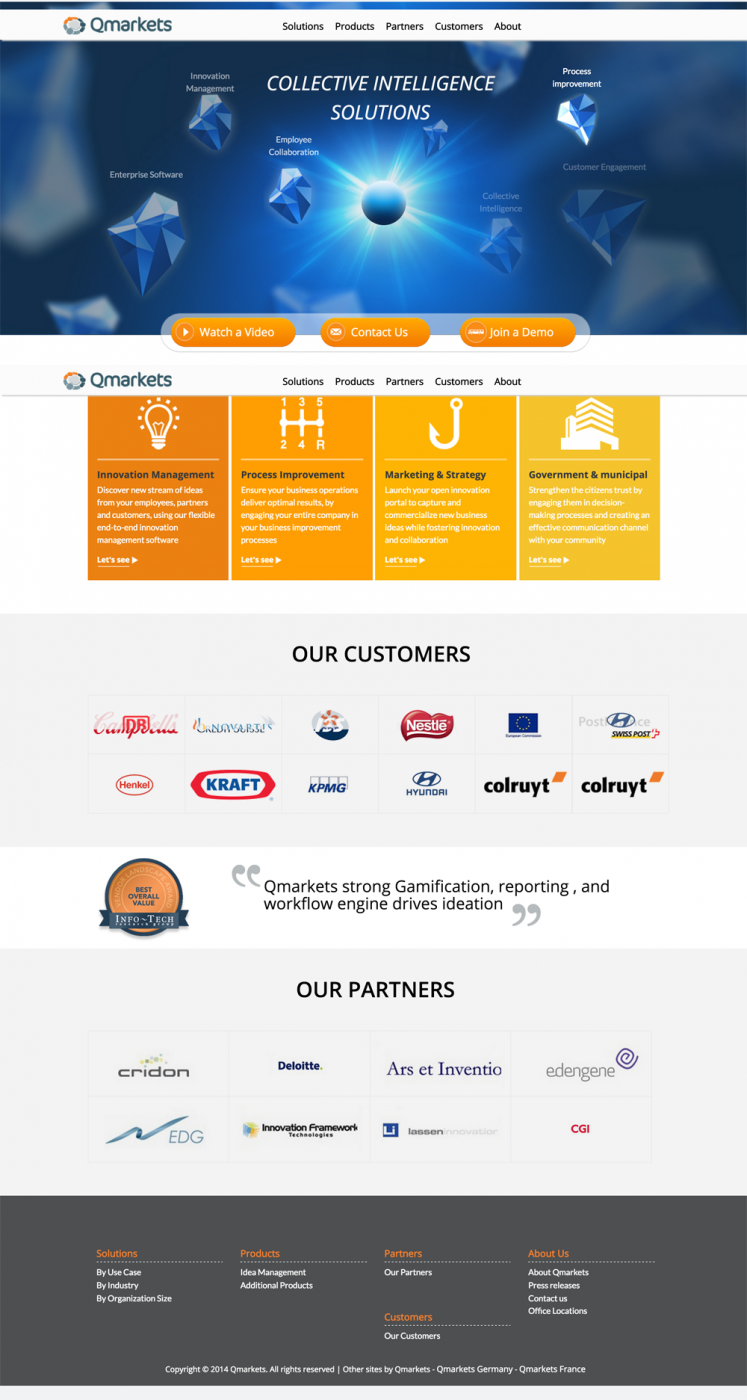 Qmarkets
Solutions Products Partners Customers About
COLLECTIVE INTELLIGENCE
SOLUTIONS
Innovation
Management
Process
improvement
Employee
Collaboration
Customer Engagement
Enterprise Software
Collective
Intelligence
Watch a Video Contact Us Join a Demo
Qmarkets
Solutions Products Partners Customers About
1 3 5
2 4 R
Innovation Management
Discover new stream of ideas
from your employees, partners
and customers, using our flexible
end-to-end innovation
management software
Let's see
Process Improvement
Ensure your business operations
deliver optimal results, by
engaging your entire company in
your business improvement
processes
Let's see
Marketing & Strategy
Launch your open innovation
portal to capture and
commercialize new business
ideas while fostering innovation
and collaboration
Let's see
Government & municipal
Strengthen the citizens trust by
engaging them in decision-
making processes and creating an
effective communication channel
with your community
Let's see
OUR CUSTOMERS
Campbell's DB
NOVARTIS
Nestlé
European Commission
SWISS POST
Henkel
KRAFT
KPMG
HYUNDAI
colruyt
colruyt
BEST
OVERALL
VALUE
INFO~TECH
research group
Qmarkets strong Gamification, reporting , and
workflow engine drives ideation
OUR PARTNERS
cridon
Deloitte.
Ars et Inventio
edengene
EDG
Innovation Framework
Technologies
Li lasseninnovation
CGI
Solutions
By Use Case
By Industry
By Organization Size
Products
Idea Management
Additional Products
Partners
Our Partners
Customers
Our Customers
About Us
About Qmarkets
Press releases
Contact us
Office Locations
Copyright © 2014 Qmarkets. All rights reserved | Other sites by Qmarkets - Qmarkets Germany - Qmarkets France